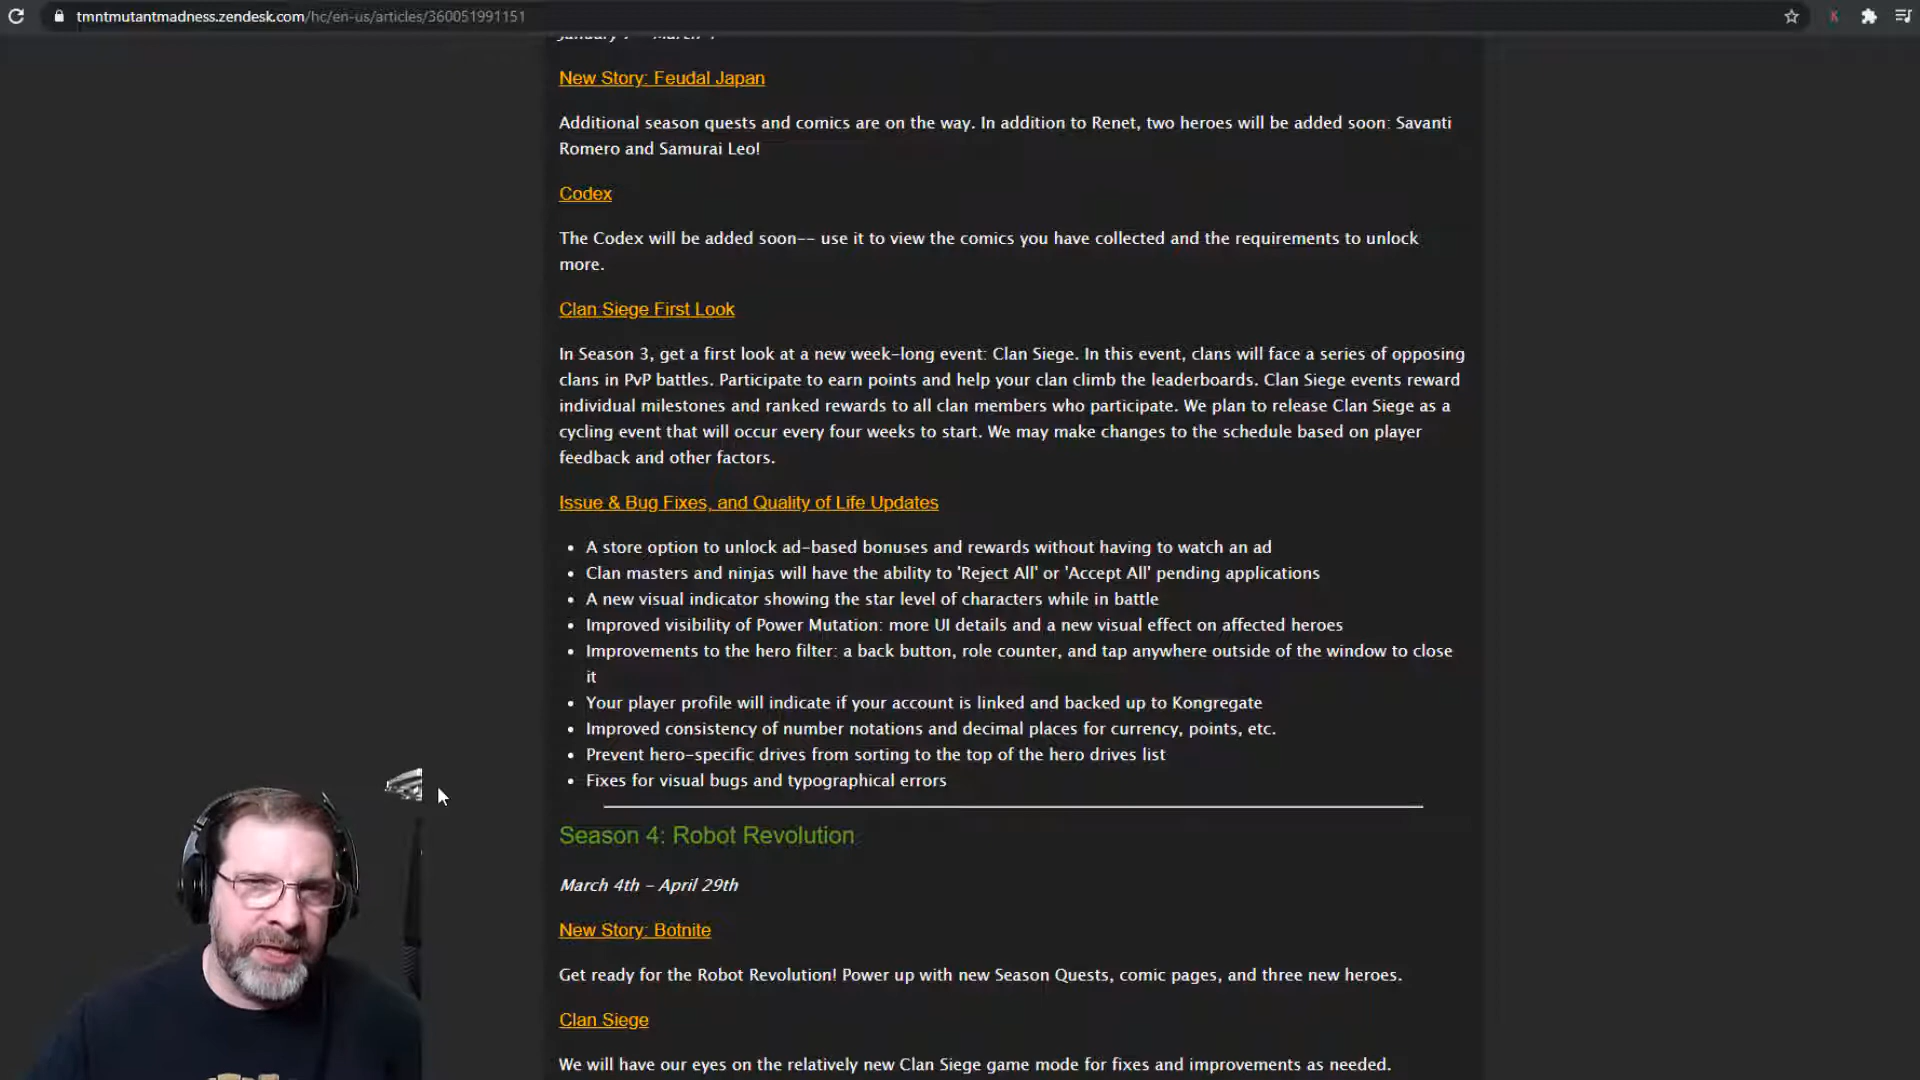 tmntmutantmadness.zendesk.com/hc/en-us/articles/360051991151
New Story: Feudal Japan
Additional season quests and comics are on the way. In addition to Renet, two heroes will be added soon: Savanti
Romero and Samurai Leo!
Codex
The Codex will be added soon-- use it to view the comics you have collected and the requirements to unlock
more.
Clan Siege First Look
In Season 3, get a first look at a new week-long event: Clan Siege. In this event, clans will face a series of opposing
clans in PvP battles. Participate to earn points and help your clan climb the leaderboards. Clan Siege events reward
individual milestones and ranked rewards to all clan members who participate. We plan to release Clan Siege as a
cycling event that will occur every four weeks to start. We may make changes to the schedule based on player
feedback and other factors.
Issue & Bug Fixes, and Quality of Life Updates
• A store option to unlock ad-based bonuses and rewards without having to watch an ad
• Clan masters and ninjas will have the ability to 'Reject All' or 'Accept All' pending applications
• A new visual indicator showing the star level of characters while in battle
• Improved visibility of Power Mutation: more UI details and a new visual effect on affected heroes
• Improvements to the hero filter: a back button, role counter, and tap anywhere outside of the window to close
it
• Your player profile will indicate if your account is linked and backed up to Kongregate
• Improved consistency of number notations and decimal places for currency, points, etc.
• Prevent hero-specific drives from sorting to the top of the hero drives list
• Fixes for visual bugs and typographical errors
Season 4: Robot Revolution
March 4th - April 29th
New Story: Botnite
Get ready for the Robot Revolution! Power up with new Season Quests, comic pages, and three new heroes.
Clan Siege
We will have our eyes on the relatively new Clan Siege game mode for fixes and improvements as needed.